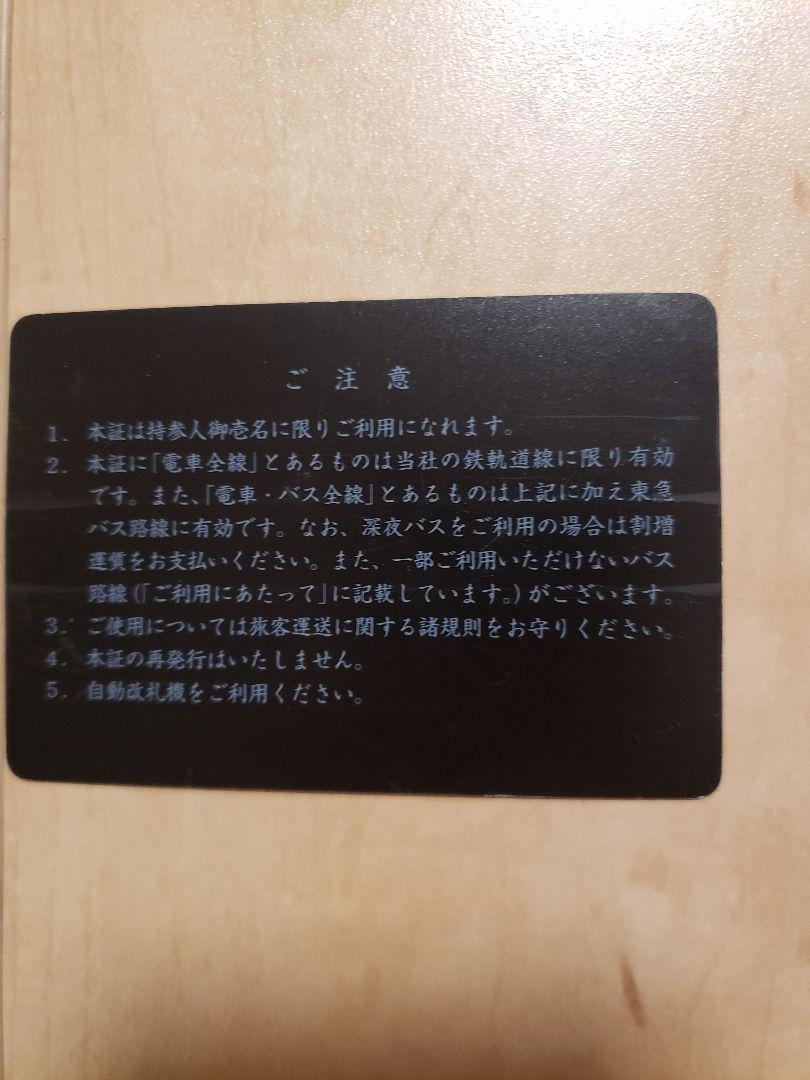 ご注意
1. 本証は持参人御壱名に限りご利用になれます。
2. 本証に「電車全線」とあるものは当社の鉄軌道線に限り有効
です。また、「電車・バス全線」とあるものは上記に加え東急
バス路線に有効です。なお、深夜バスをご利用の場合は割増
運賃をお支払いください。また、一部ご利用いただけないバス
路線(「ご利用にあたって」に記載しています。)がございます。
3. ご使用については旅客運送に関する諸規則をお守りください。
4. 本証の再発行はいたしません。
5. 自動改札機をご利用ください。